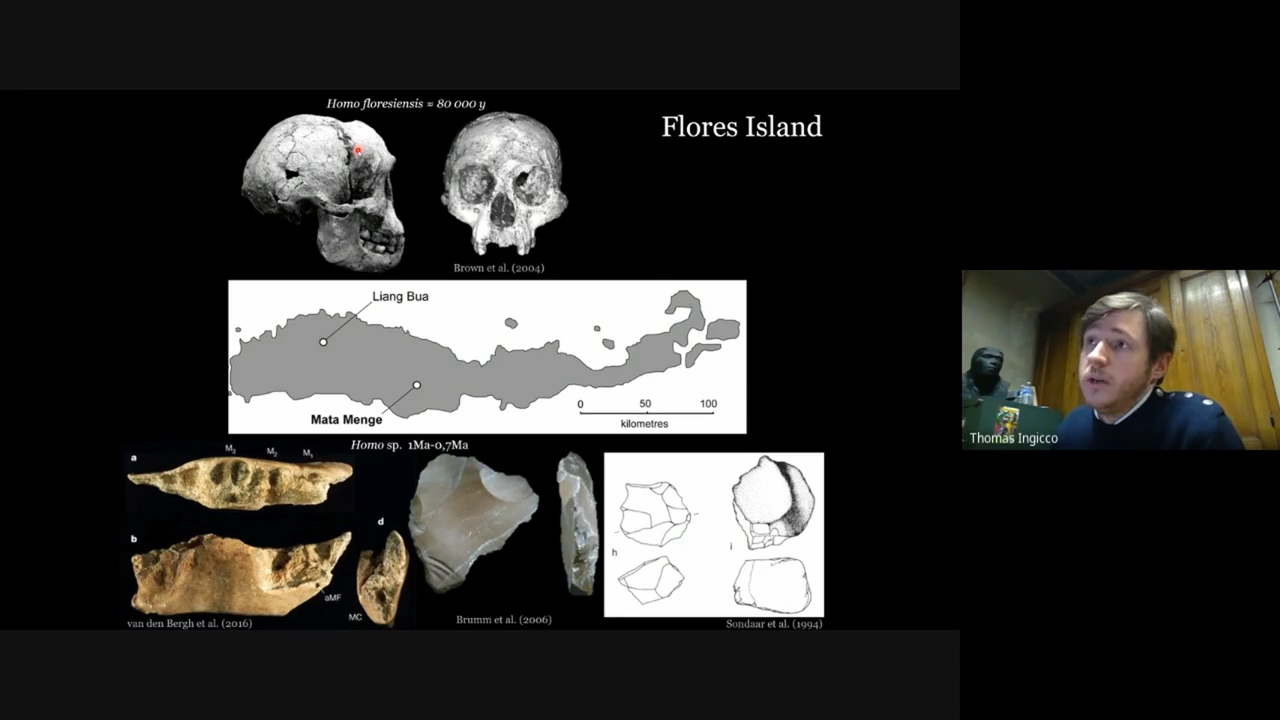 Homo floresiensis ≈ 80 000 y
Flores Island
Brown et al. (2004)
Liang Bua
Mata Menge
0 50 100
kilometres
Homo sp. 1Ma-0,7Ma
a
M3 M2 M1
b
d
aMF
MC
h
i
van den Bergh et al. (2016)
Brumm et al. (2006)
Sondaar et al. (1994)
Thomas Ingicco